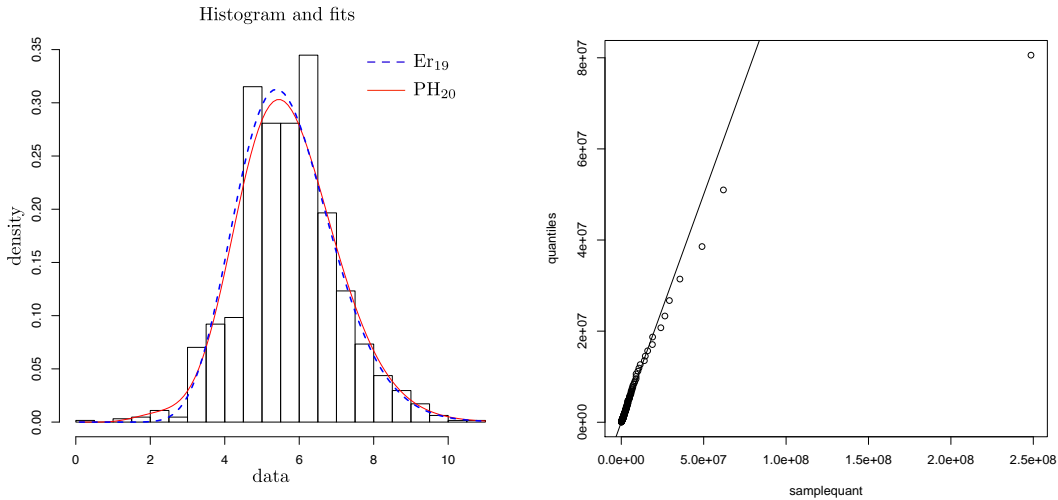 Histogram and fits
Er19
PH20
density
0.00 0.05 0.10 0.15 0.20 0.25 0.30 0.35
0 2 4 6 8 10
data
quantiles
0e+00 2e+07 4e+07 6e+07 8e+07
0.0e+00 5.0e+07 1.0e+08 1.5e+08 2.0e+08 2.5e+08
samplequant